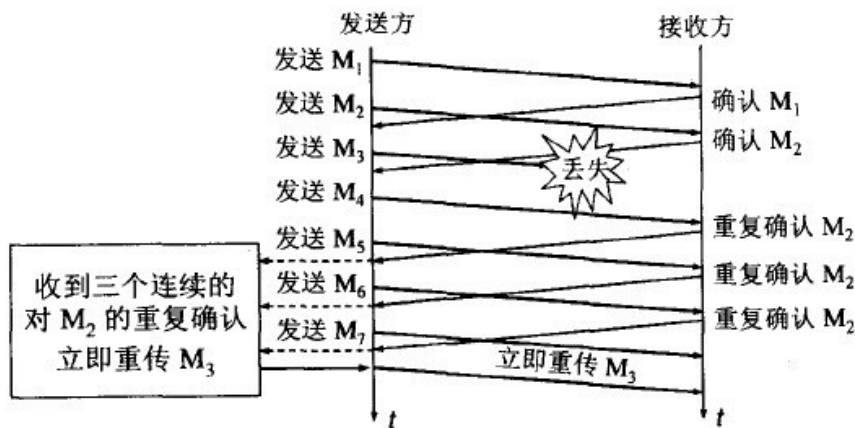 发送方
接收方
发送 M₁
发送 M₂
确认 M₁
发送 M₃
丢失
确认 M₂
发送 M₄
重复确认 M₂
发送 M₅
重复确认 M₂
发送 M₆
重复确认 M₂
发送 M₇
收到三个连续的
对 M₂ 的重复确认
立即重传 M₃
立即重传 M₃
t
t